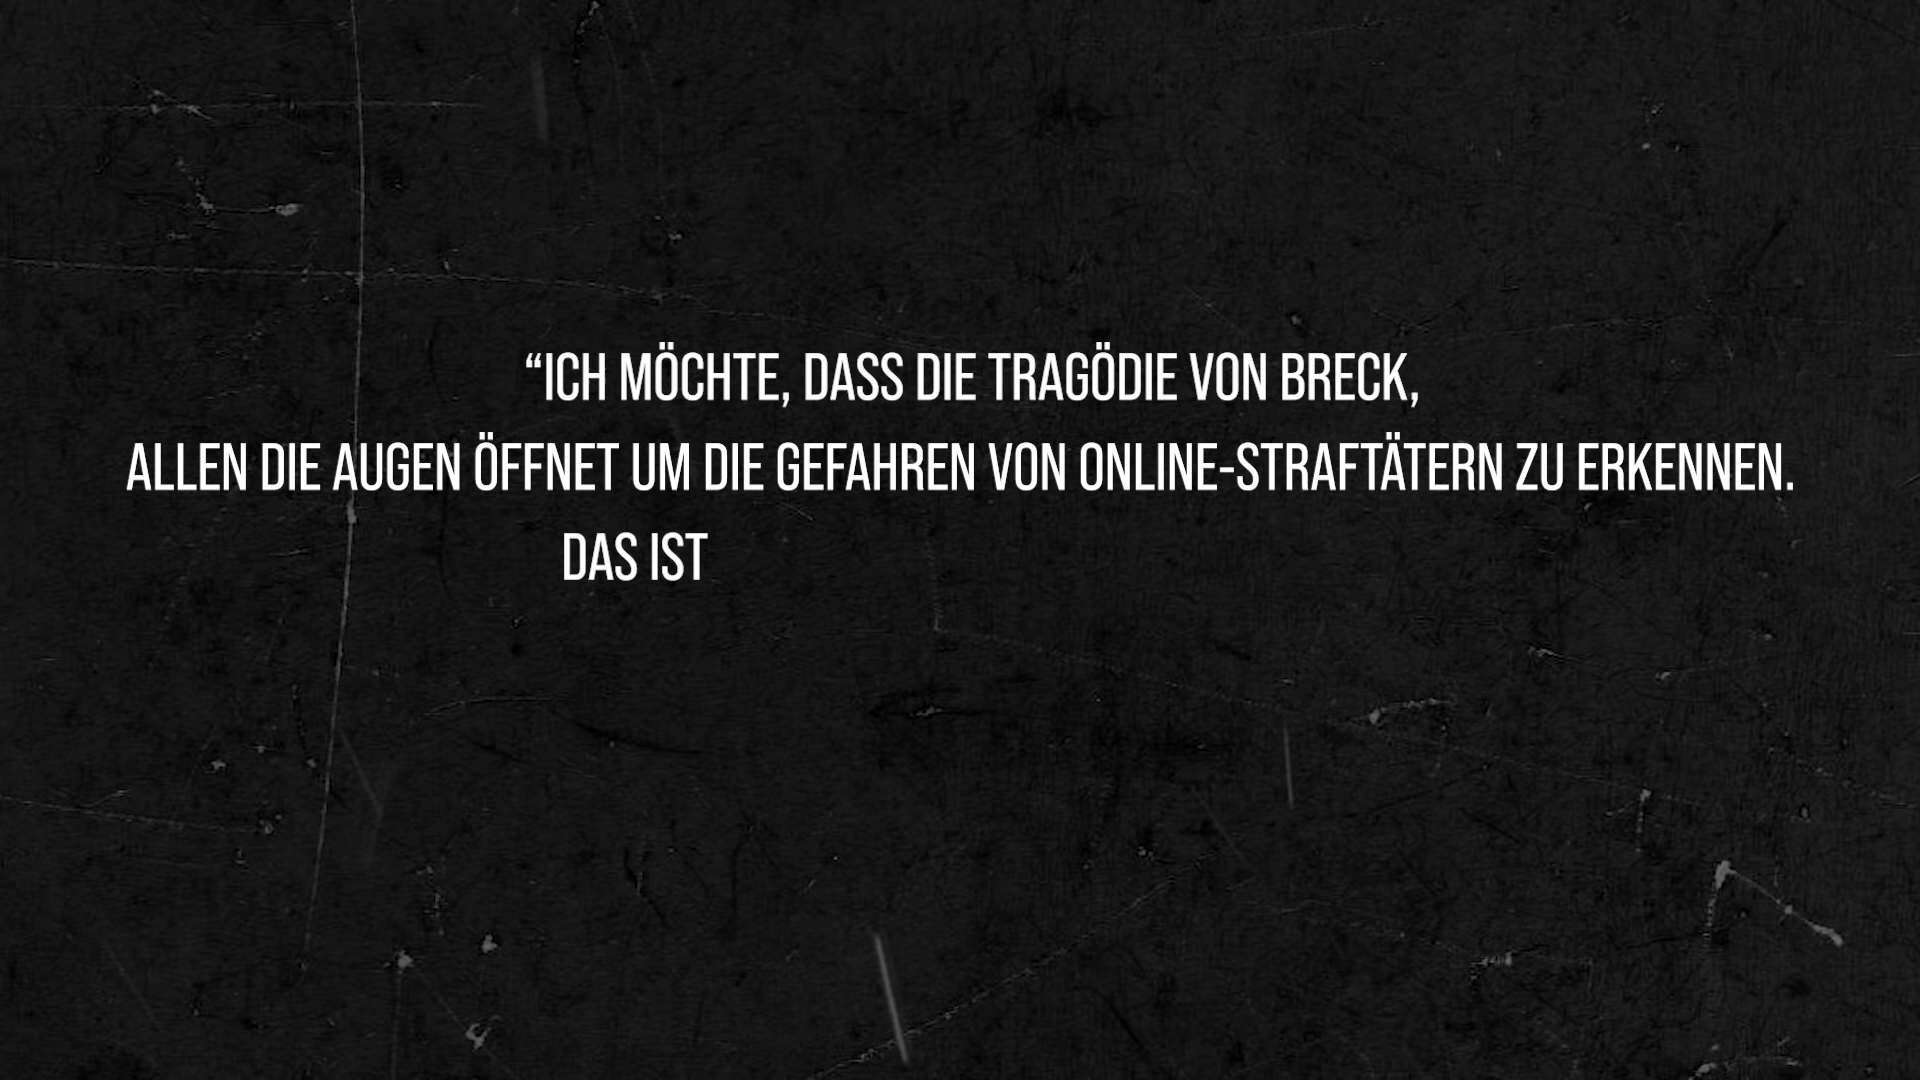 “ICH MÖCHTE, DASS DIE TRAGÖDIE VON BRECK,
ALLEN DIE AUGEN ÖFFNET UM DIE GEFAHREN VON ONLINE-STRAFTÄTERN ZU ERKENNEN.
DAS IST